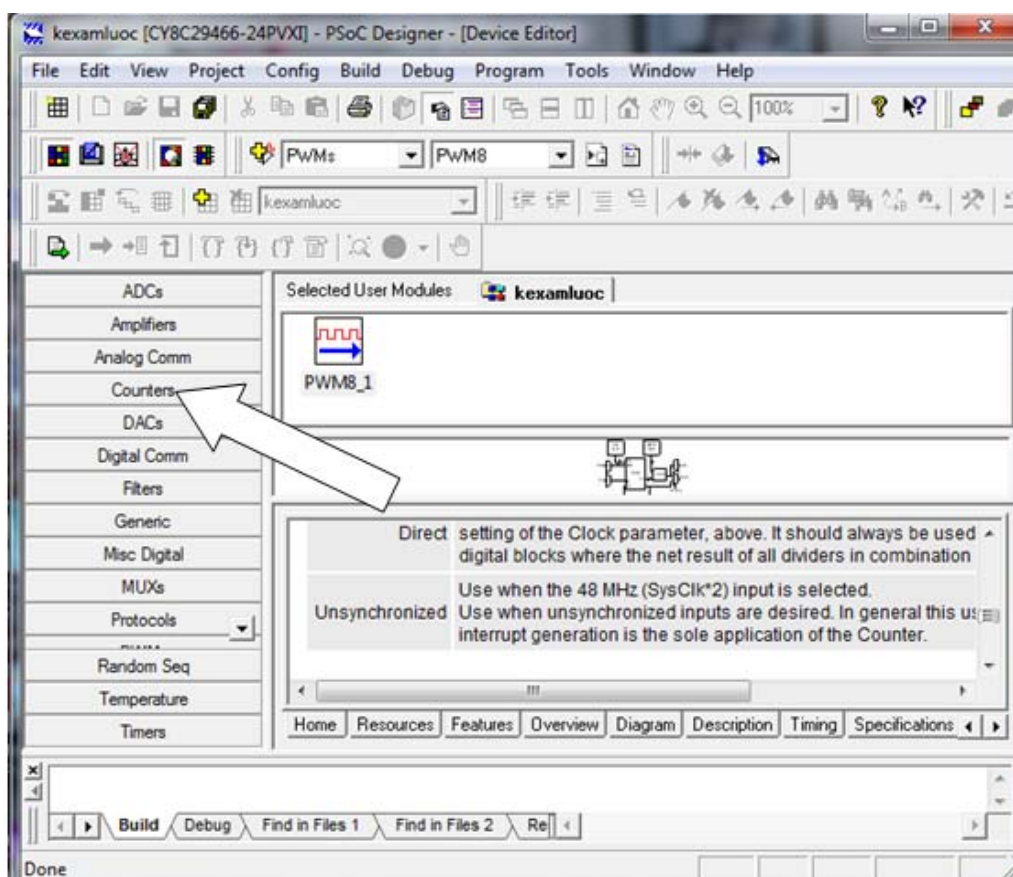 kexamluoc [CY8C29466-24PVXI] - PSoC Designer - [Device Editor]
File Edit View Project Config Build Debug Program Tools Window Help
100%
PWMs PWM8
kexamluoc
ADCs
Amplifiers
Analog Comm
Counters
DACs
Digital Comm
Filters
Generic
Misc Digital
MUXs
Protocols
Random Seq
Temperature
Timers
Selected User Modules kexamluoc
PWM8_1
Direct setting of the Clock parameter, above. It should always be used
digital blocks where the net result of all dividers in combination
Use when the 48 MHz (SysClk*2) input is selected.
Unsynchronized Use when unsynchronized inputs are desired. In general this
interrupt generation is the sole application of the Counter.
Home Resources Features Overview Diagram Description Timing Specifications
Build Debug Find in Files 1 Find in Files 2 Re
Done